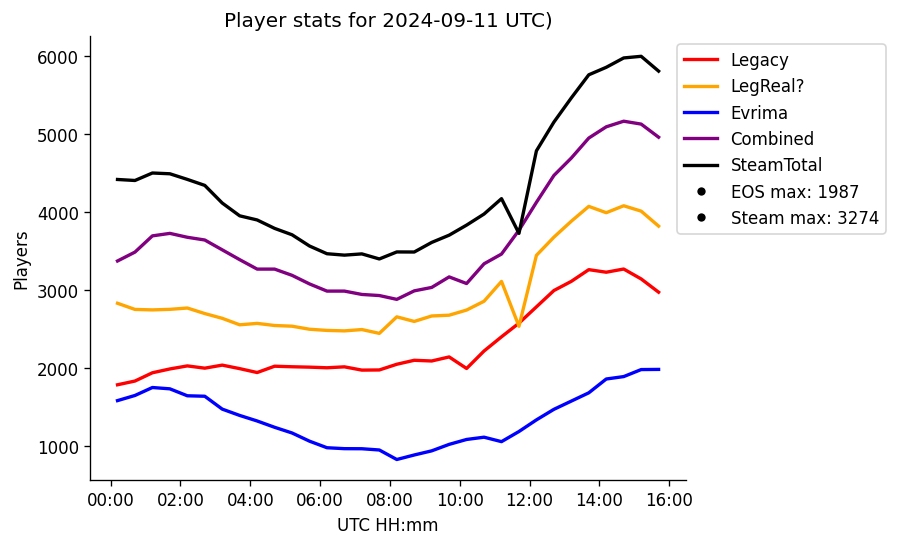 Player stats for 2024-09-11 UTC)
Players
6000
5000
4000
3000
2000
1000
00:00 02:00 04:00 06:00 08:00 10:00 12:00 14:00 16:00
UTC HH:mm
Legacy
LegReal?
Evrima
Combined
SteamTotal
EOS max: 1987
Steam max: 3274